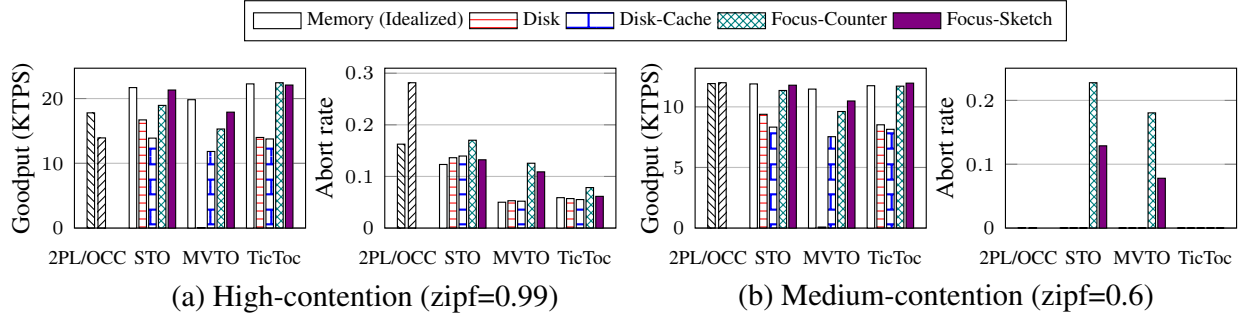 Memory (Idealized) Disk Disk-Cache Focus-Counter Focus-Sketch
Goodput (KTPS)
20
10
0
2PL/OCC STO MVTO TicToc
Abort rate
0.3
0.2
0.1
0
2PL/OCC STO MVTO TicToc
(a) High-contention (zipf=0.99)
Goodput (KTPS)
10
5
0
2PL/OCC STO MVTO TicToc
Abort rate
0.2
0.1
0
2PL/OCC STO MVTO TicToc
(b) Medium-contention (zipf=0.6)